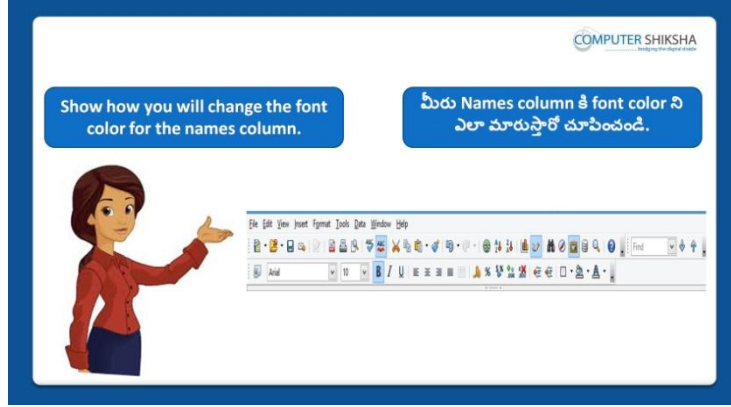 COMPUTER SHIKSHA
bridging the digital divide
Show how you will change the font
color for the names column.
మీరు Names column కి font color ని
ఎలా మారుస్తారో చూపించండి.
File Edit View Insert Format Tools Data Window Help
Find
Arial 10 B I U